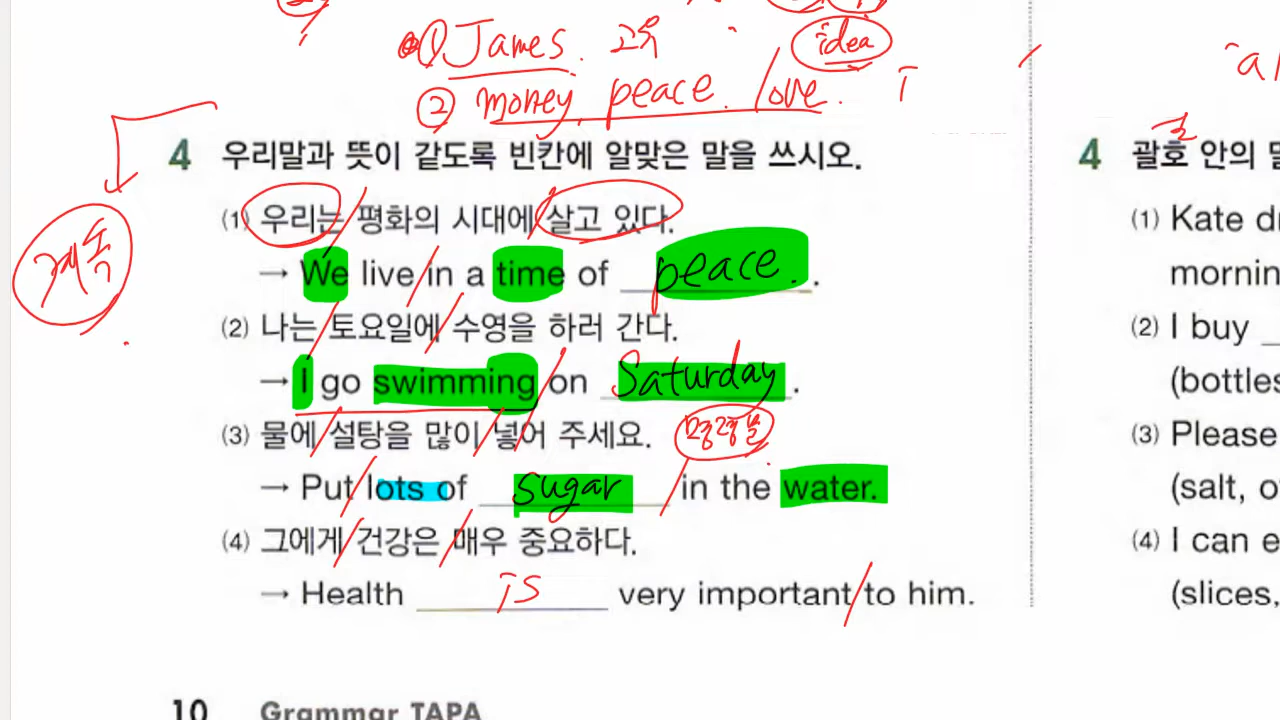 ① James. 고유 idea
② money, peace. love.
4 우리말과 뜻이 같도록 빈칸에 알맞은 말을 쓰시오.
(1) 우리는 평화의 시대에 살고 있다.
계속
→ We live in a time of peace.
(2) 나는 토요일에 수영을 하러 간다.
→ I go swimming on Saturday.
(3) 물에 설탕을 많이 넣어 주세요. 명령문
→ Put lots of sugar in the water.
(4) 그에게 건강은 매우 중요하다.
→ Health is very important to him.
10 Grammar TAPA
4 괄호 안의
(1) Kate
(2) I buy
(bottles
(3) Please
(salt,
(4) I can
(slices,